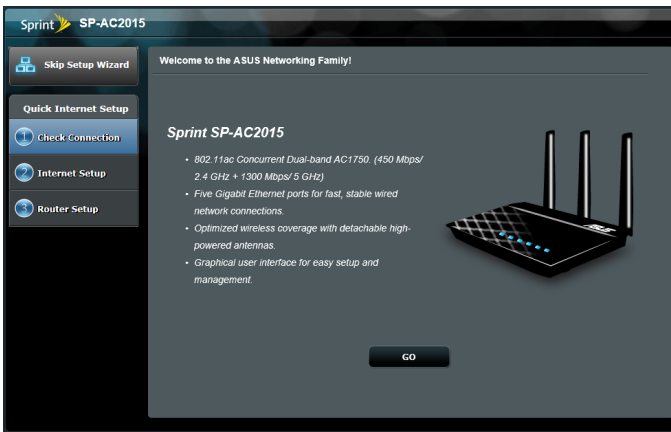 Sprint SP-AC2015
Skip Setup Wizard
Quick Internet Setup
1 Check Connection
2 Internet Setup
3 Router Setup
Welcome to the ASUS Networking Family!
Sprint SP-AC2015
• 802.11ac Concurrent Dual-band AC1750. (450 Mbps/
2.4 GHz + 1300 Mbps/ 5 GHz)
• Five Gigabit Ethernet ports for fast, stable wired
network connections.
• Optimized wireless coverage with detachable high-
powered antennas.
• Graphical user interface for easy setup and
management.
ASUS
GO